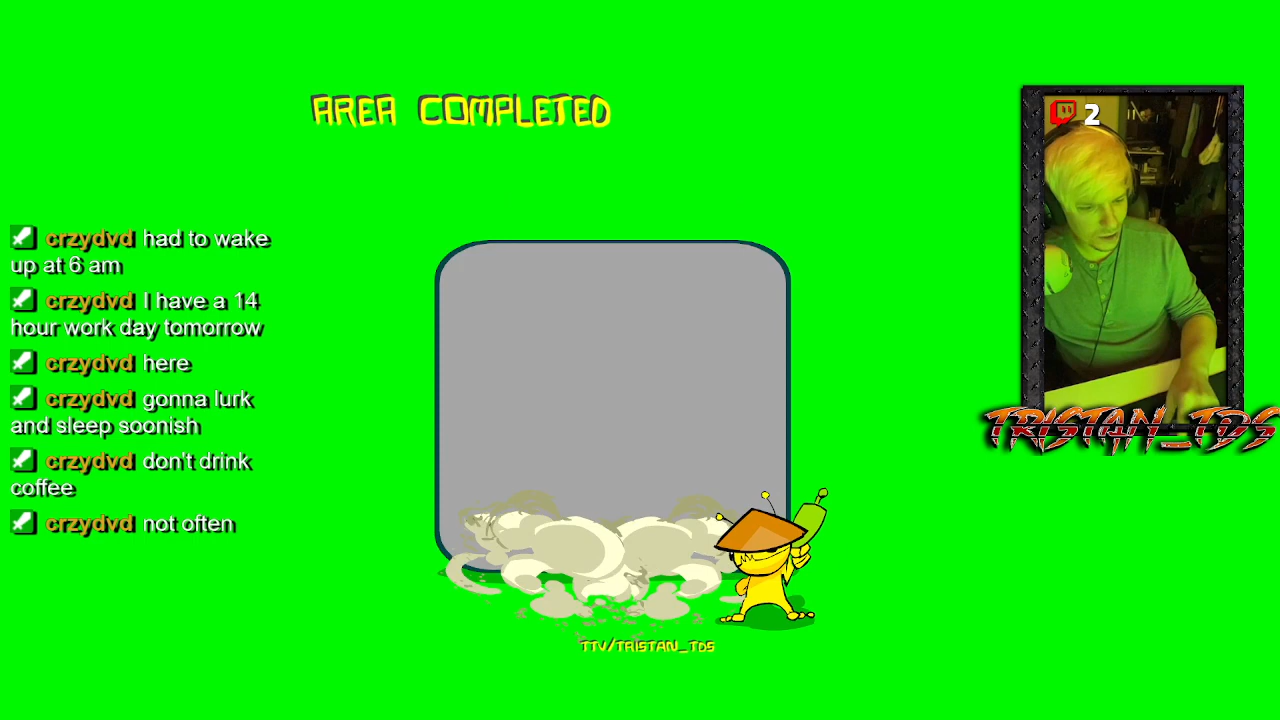 AREA COMPLETED
2
crzydvd had to wake
up at 6 am
crzydvd I have a 14
hour work day tomorrow
crzydvd here
crzydvd gonna lurk
and sleep soonish
crzydvd don't drink
coffee
crzydvd not often
TRISTAN_TDS
TTV/TRISTAN_TDS